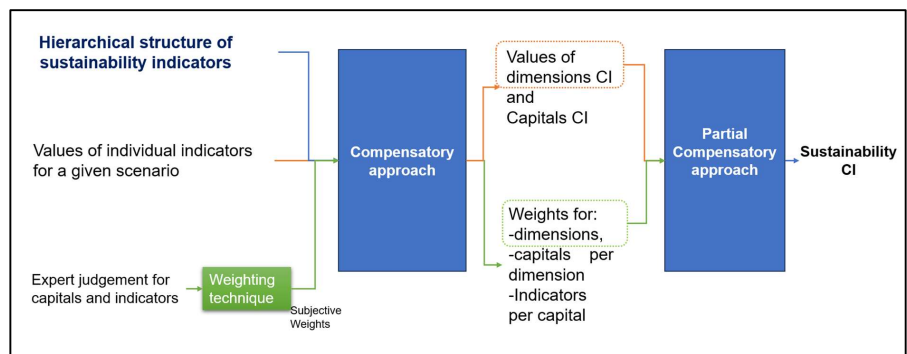 Hierarchical structure of
sustainability indicators
Values of individual indicators
for a given scenario
Expert judgement for
capitals and indicators
Weighting
technique
Subjective
Weights
Compensatory
approach
Values of
dimensions CI
and
Capitals CI
Weights for:
-dimensions,
-capitals per
dimension
-Indicators
per capital
Partial
Compensatory
approach
Sustainability
CI